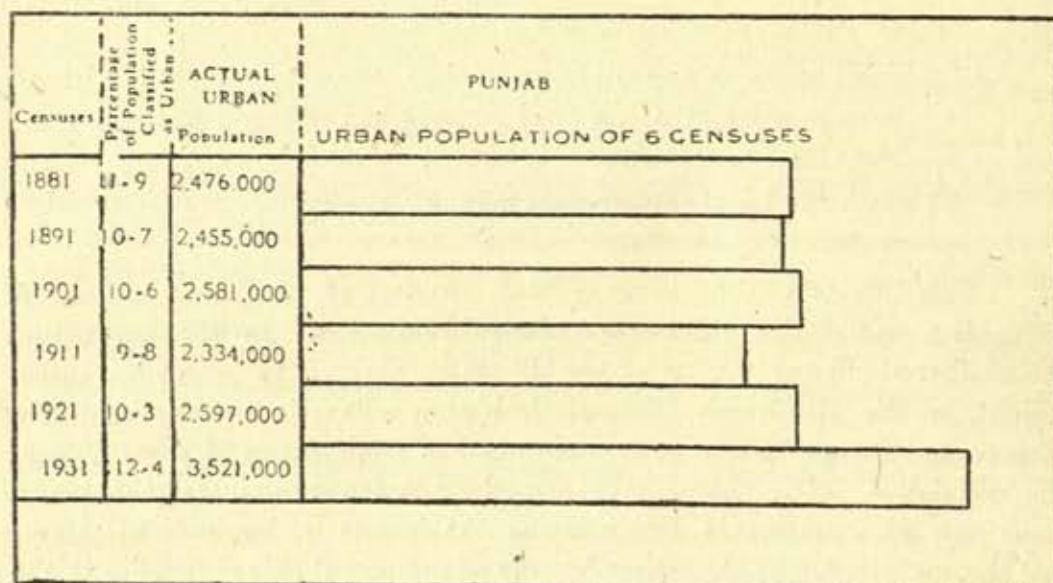 Censuses
Percentage
of Population
Classified
as Urban
ACTUAL
URBAN
Population
PUNJAB
URBAN POPULATION OF 6 CENSUSES
1881 11-9 2,476.000
1891 10-7 2,455,000
1901 10-6 2,581,000
1911 9-8 2,334,000
1921 10-3 2,597,000
1931 12-4 3,521,000